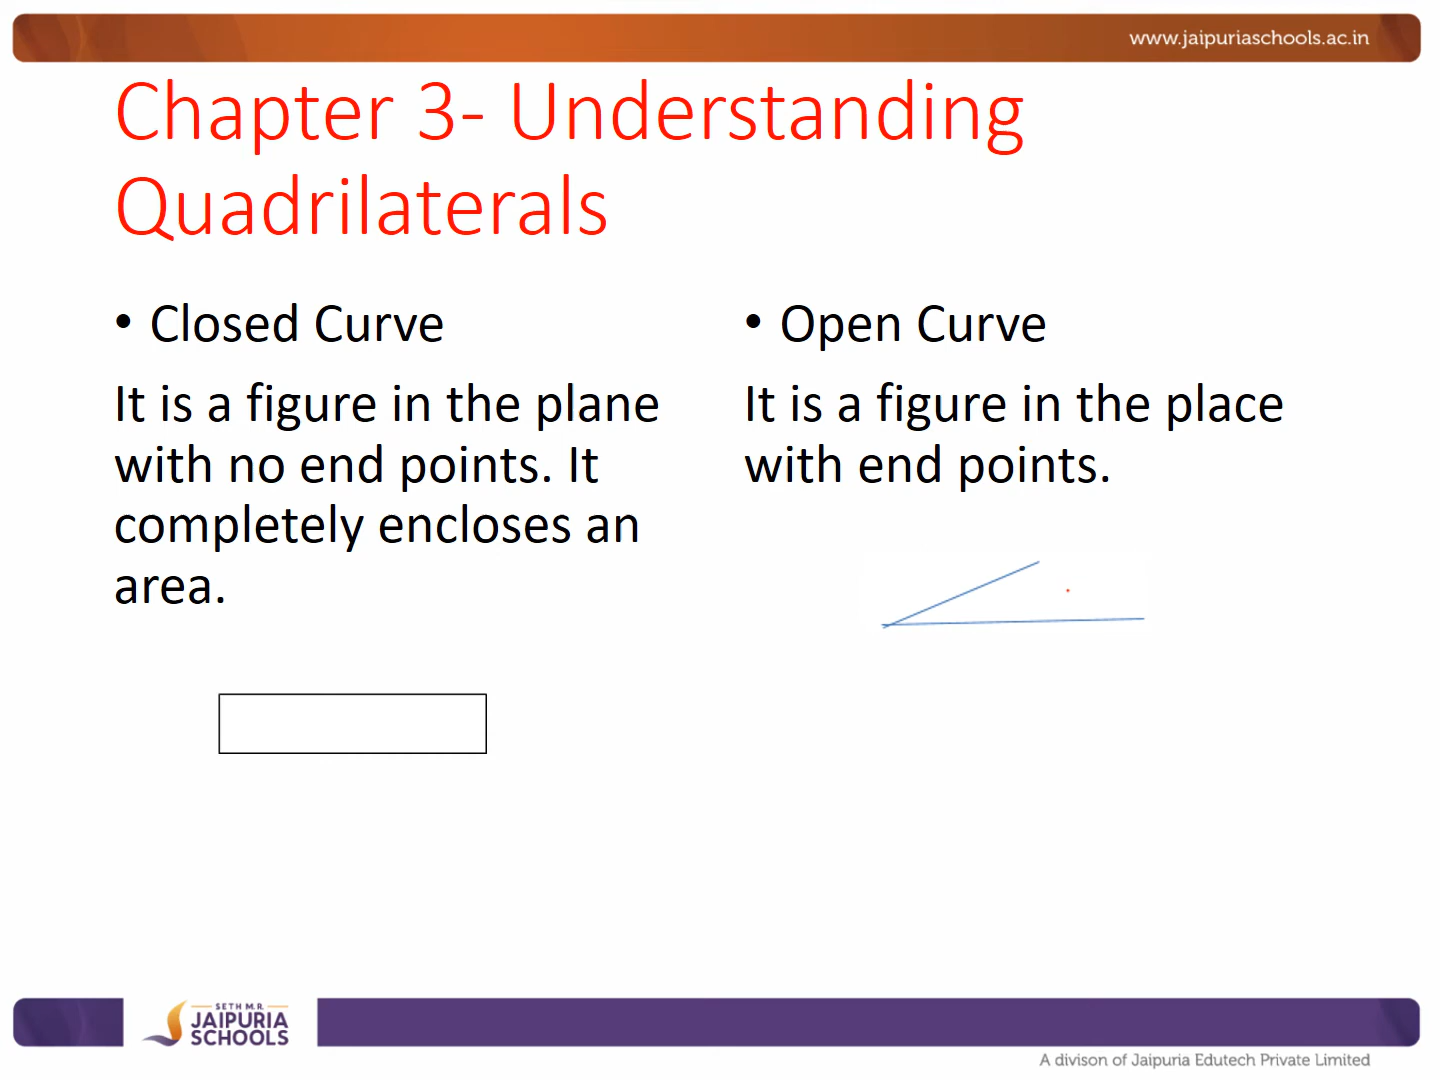 www.jaipuriaschools.ac.in
Chapter 3- Understanding
Quadrilaterals
• Closed Curve
It is a figure in the plane
with no end points. It
completely encloses an
area.
• Open Curve
It is a figure in the place
with end points.
SETH M.R.
JAIPURIA
SCHOOLS
A divison of Jaipuria Edutech Private Limited